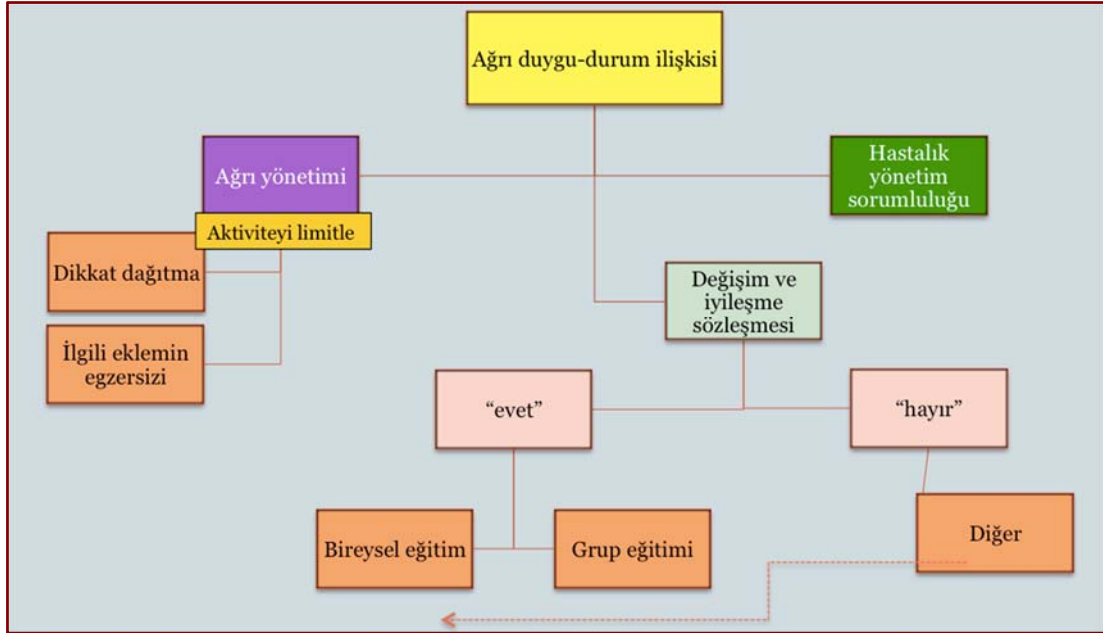 Ağrı duygu-durum ilişkisi
Ağrı yönetimi
Hastalık
yönetim
sorumluluğu
Aktiviteyi limitle
Dikkat dağıtma
Değişim ve
iyileşme
sözleşmesi
İlgili eklemin
egzersizi
“evet”
“hayır”
Bireysel eğitim
Grup eğitimi
Diğer